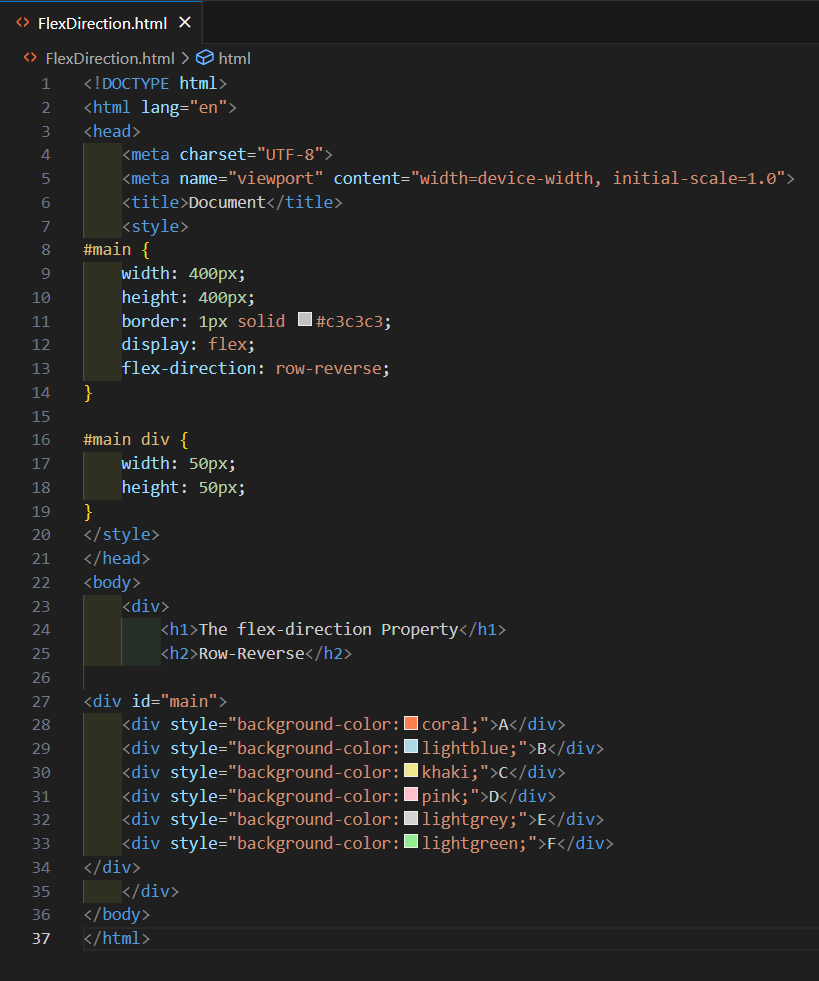 FlexDirection.html
FlexDirection.html > html
1 <!DOCTYPE html>
2 <html lang="en">
3 <head>
4     <meta charset="UTF-8">
5     <meta name="viewport" content="width=device-width, initial-scale=1.0">
6     <title>Document</title>
7     <style>
8 #main {
9     width: 400px;
10     height: 400px;
11     border: 1px solid #c3c3c3;
12     display: flex;
13     flex-direction: row-reverse;
14 }
15
16 #main div {
17     width: 50px;
18     height: 50px;
19 }
20 </style>
21 </head>
22 <body>
23     <div>
24         <h1>The flex-direction Property</h1>
25         <h2>Row-Reverse</h2>
26
27 <div id="main">
28     <div style="background-color:coral;">A</div>
29     <div style="background-color:lightblue;">B</div>
30     <div style="background-color:khaki;">C</div>
31     <div style="background-color:pink;">D</div>
32     <div style="background-color:lightgrey;">E</div>
33     <div style="background-color:lightgreen;">F</div>
34 </div>
35     </div>
36 </body>
37 </html>